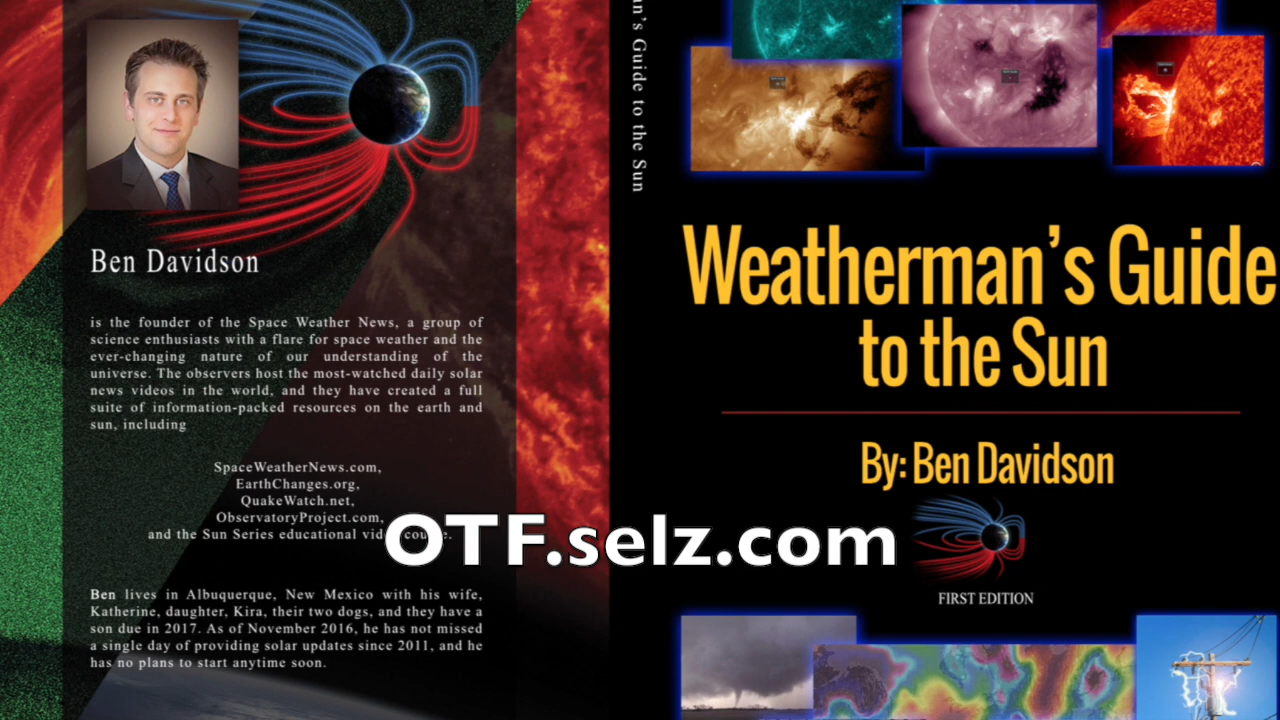 Ben Davidson
is the founder of the Space Weather News, a group of
science enthusiasts with a flare for space weather and the
ever-changing nature of our understanding of the
universe. The observers host the most-watched daily solar
news videos in the world, and they have created a full
suite of information-packed resources on the earth and
sun, including
SpaceWeatherNews.com,
EarthChanges.org,
QuakeWatch.net,
ObservatoryProject.com,
and the Sun Series educational video course.
Ben lives in Albuquerque, New Mexico with his wife,
Katherine, daughter, Kira, their two dogs, and they have a
son due in 2017. As of November 2016, he has not missed
a single day of providing solar updates since 2011, and he
has no plans to start anytime soon.
OTF.selz.com
n's Guide to the Sun
Weatherman's Guide
to the Sun
By: Ben Davidson
FIRST EDITION